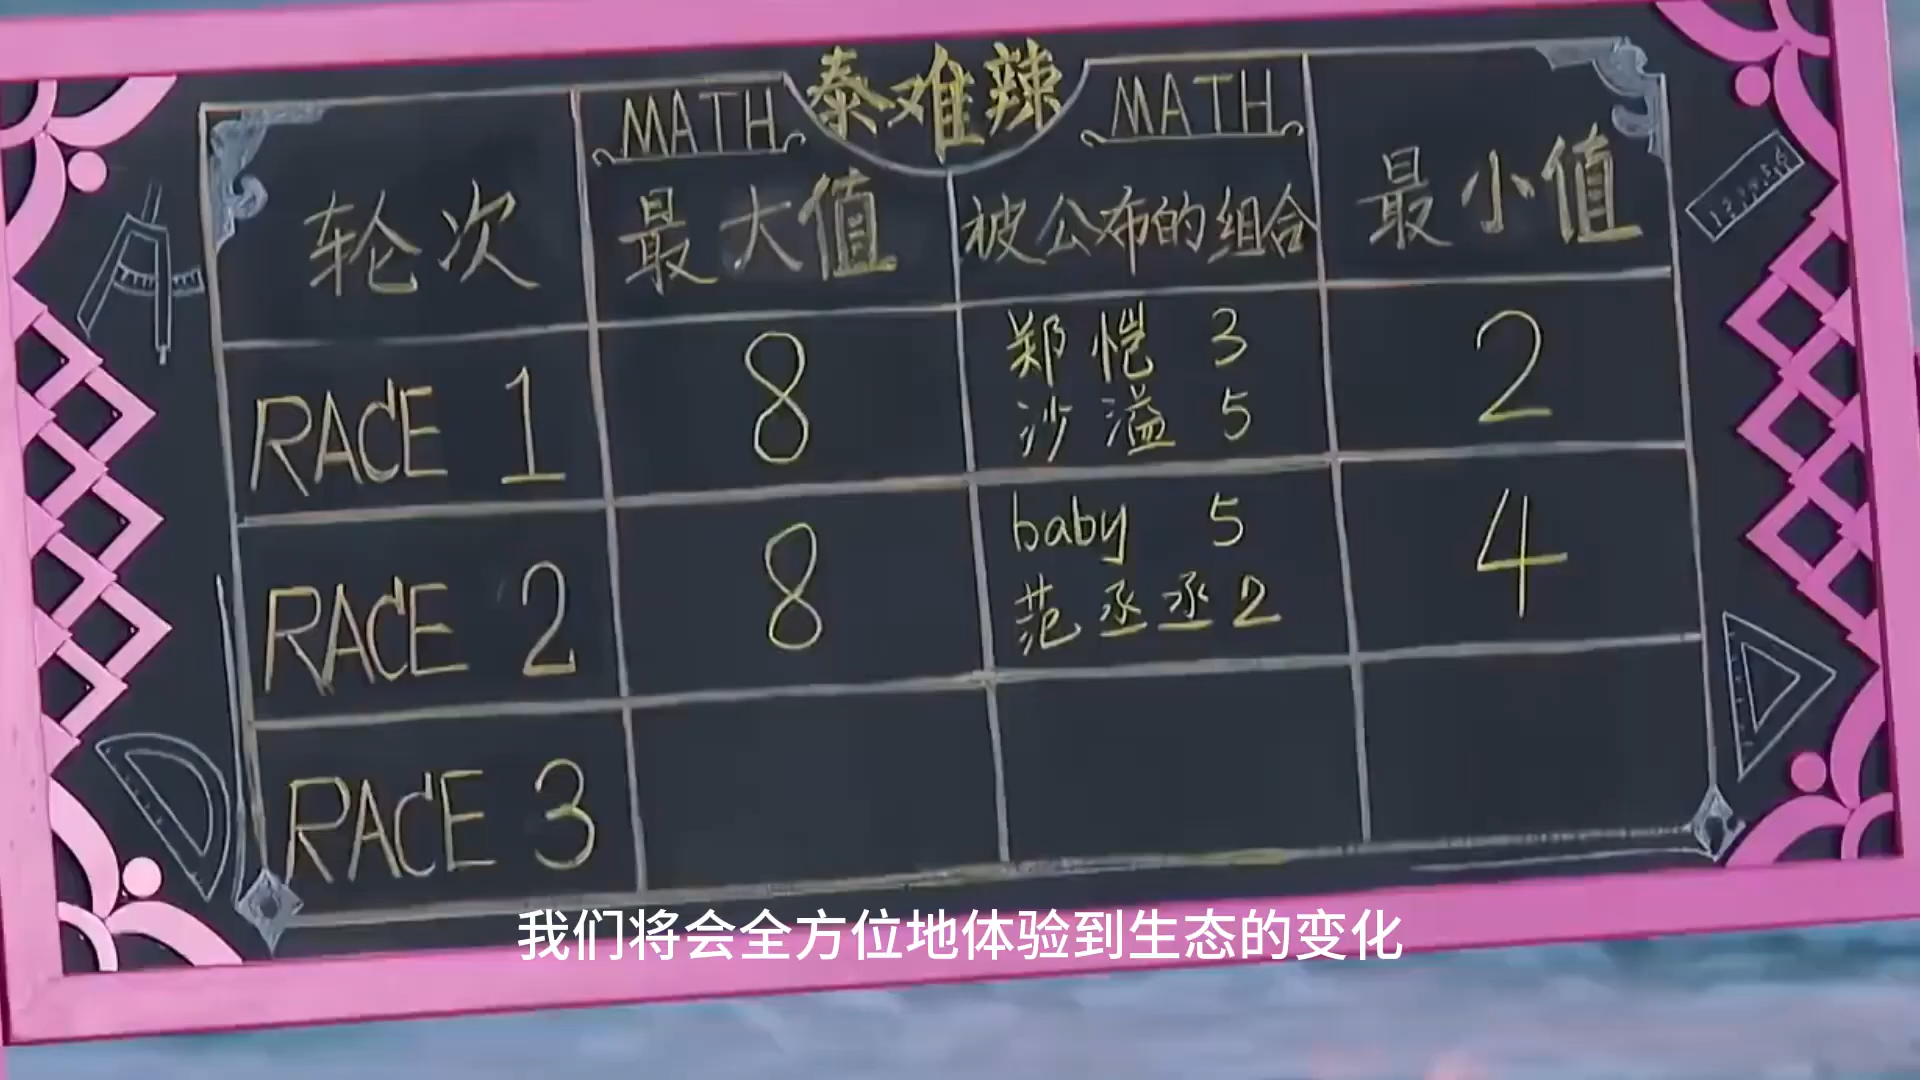 MATH 泰难辣 MATH
轮次 最大值 被公布的组合 最小值
RACE 1 8 郑恺 3 2
沙溢 5
RACE 2 8 baby 5 4
范丞丞 2
RACE 3
我们将会全方位地体验到生态的变化